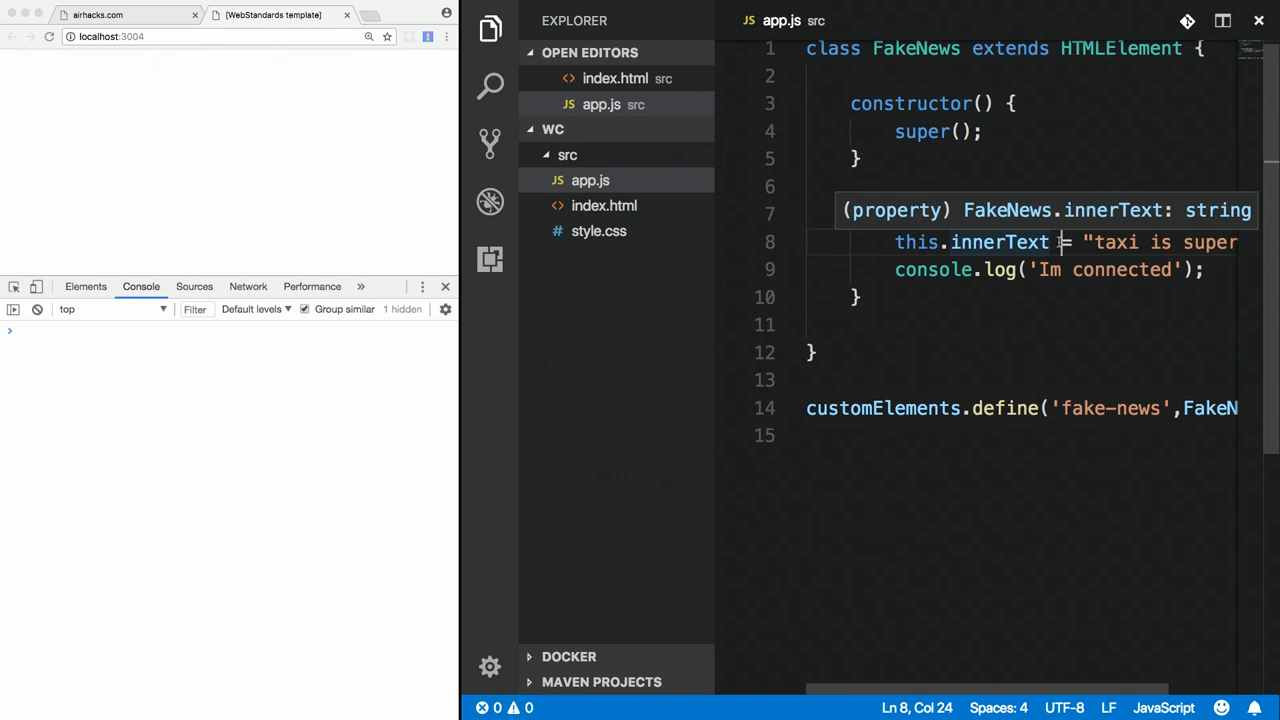 airhacks.com
[WebStandards template]
localhost:3004
Elements Console Sources Network Performance »
top Filter Default levels Group similar 1 hidden
EXPLORER
OPEN EDITORS
index.html src
JS app.js src
WC
src
JS app.js
index.html
# style.css
DOCKER
MAVEN PROJECTS
JS app.js src
1 class FakeNews extends HTMLElement {
2
3 constructor() {
4 super();
5 }
6
7
(property) FakeNews.innerText: string
8 this.innerText = "taxi is super
9 console.log('Im connected');
10 }
11
12 }
13
14 customElements.define('fake-news',FakeN
15
0 0 Ln 8, Col 24 Spaces: 4 UTF-8 LF JavaScript